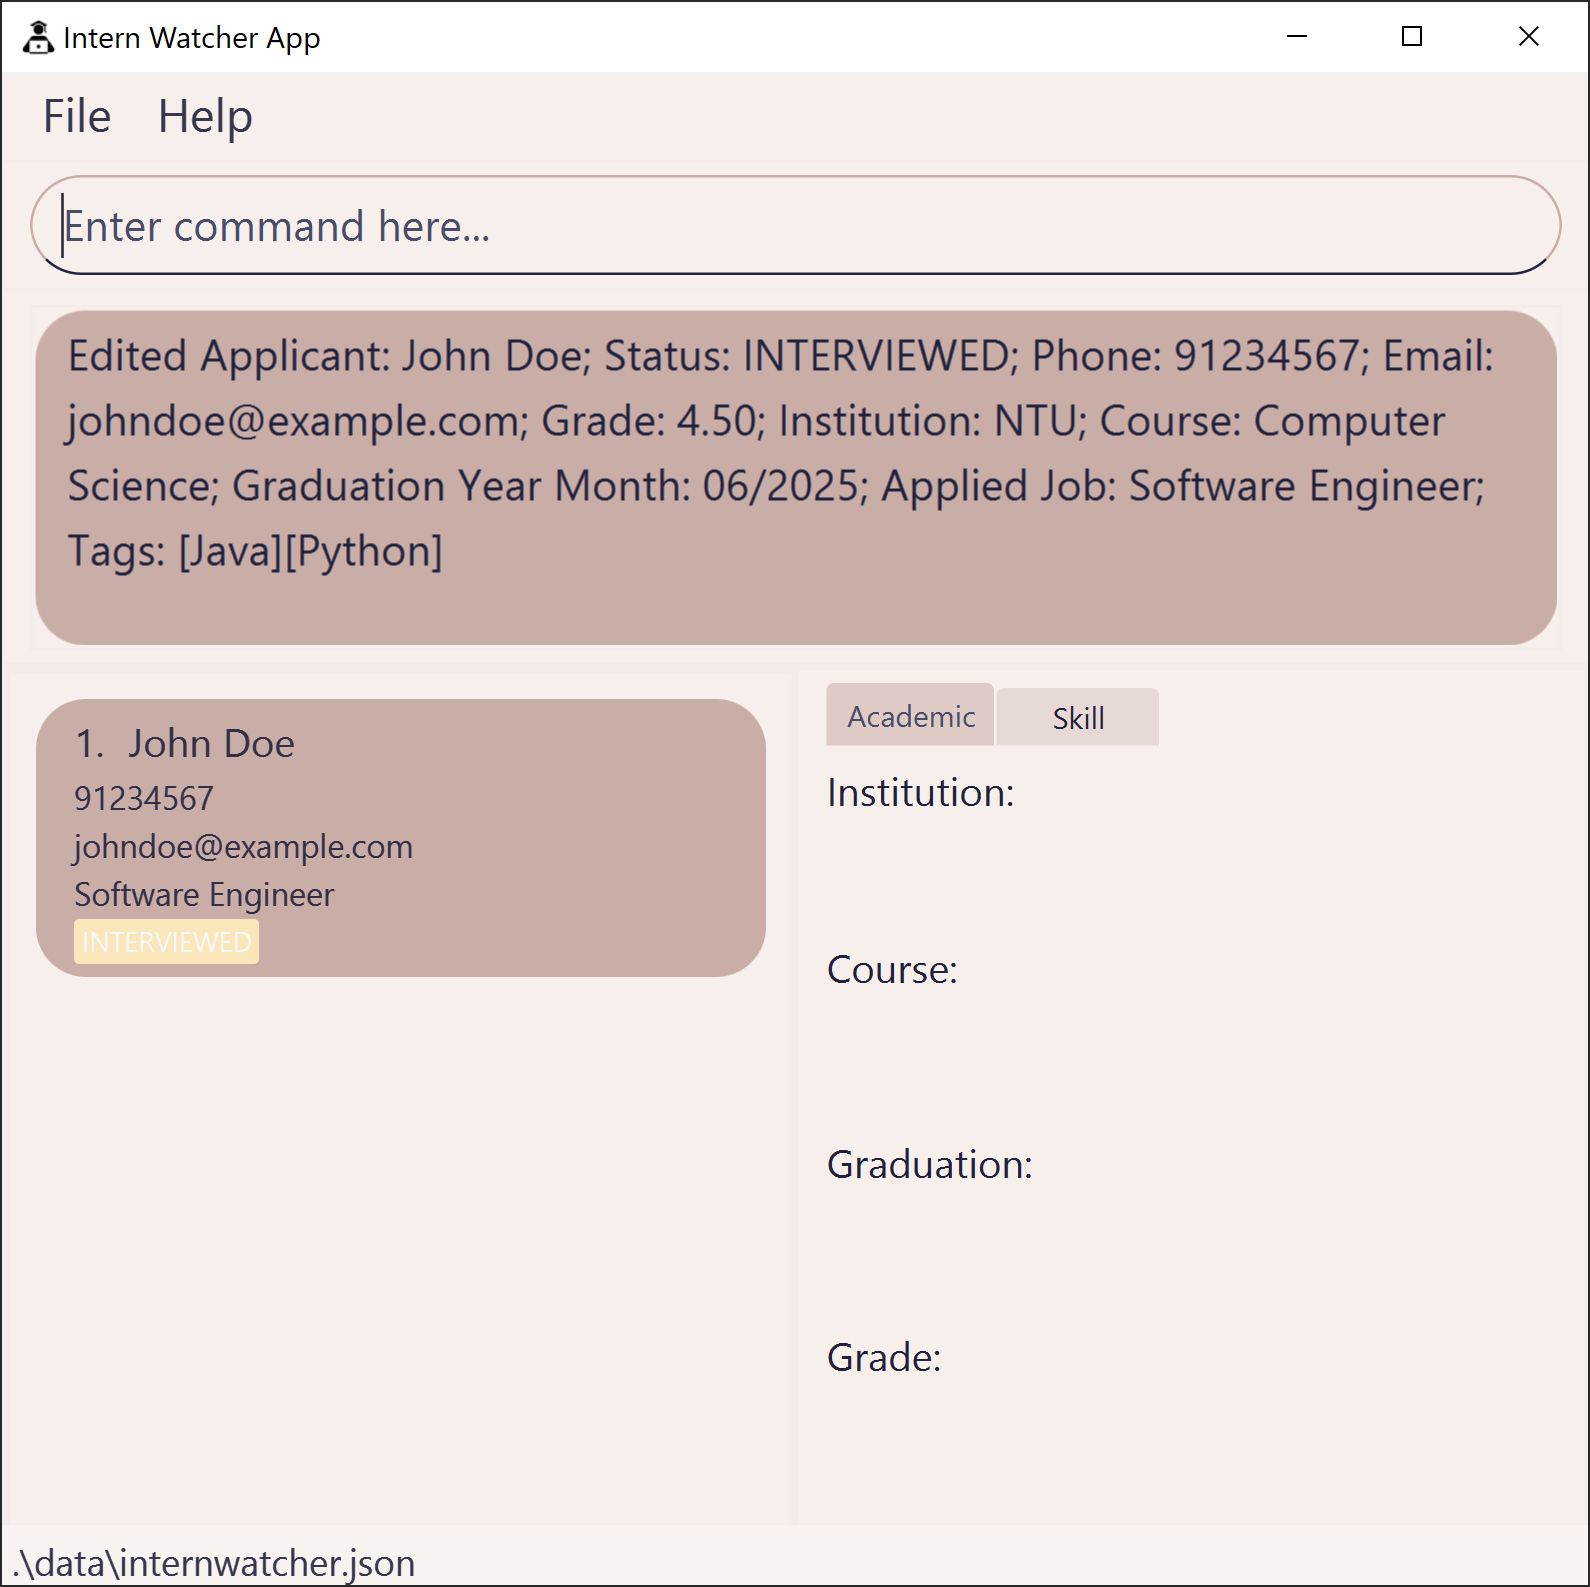 Intern Watcher App
File Help
Enter command here...
Edited Applicant: John Doe; Status: INTERVIEWED; Phone: 91234567; Email:
johndoe@example.com; Grade: 4.50; Institution: NTU; Course: Computer
Science; Graduation Year Month: 06/2025; Applied Job: Software Engineer;
Tags: [Java][Python]
1. John Doe
91234567
johndoe@example.com
Software Engineer
INTERVIEWED
Academic Skill
Institution:
Course:
Graduation:
Grade:
.\data\internwatcher.json